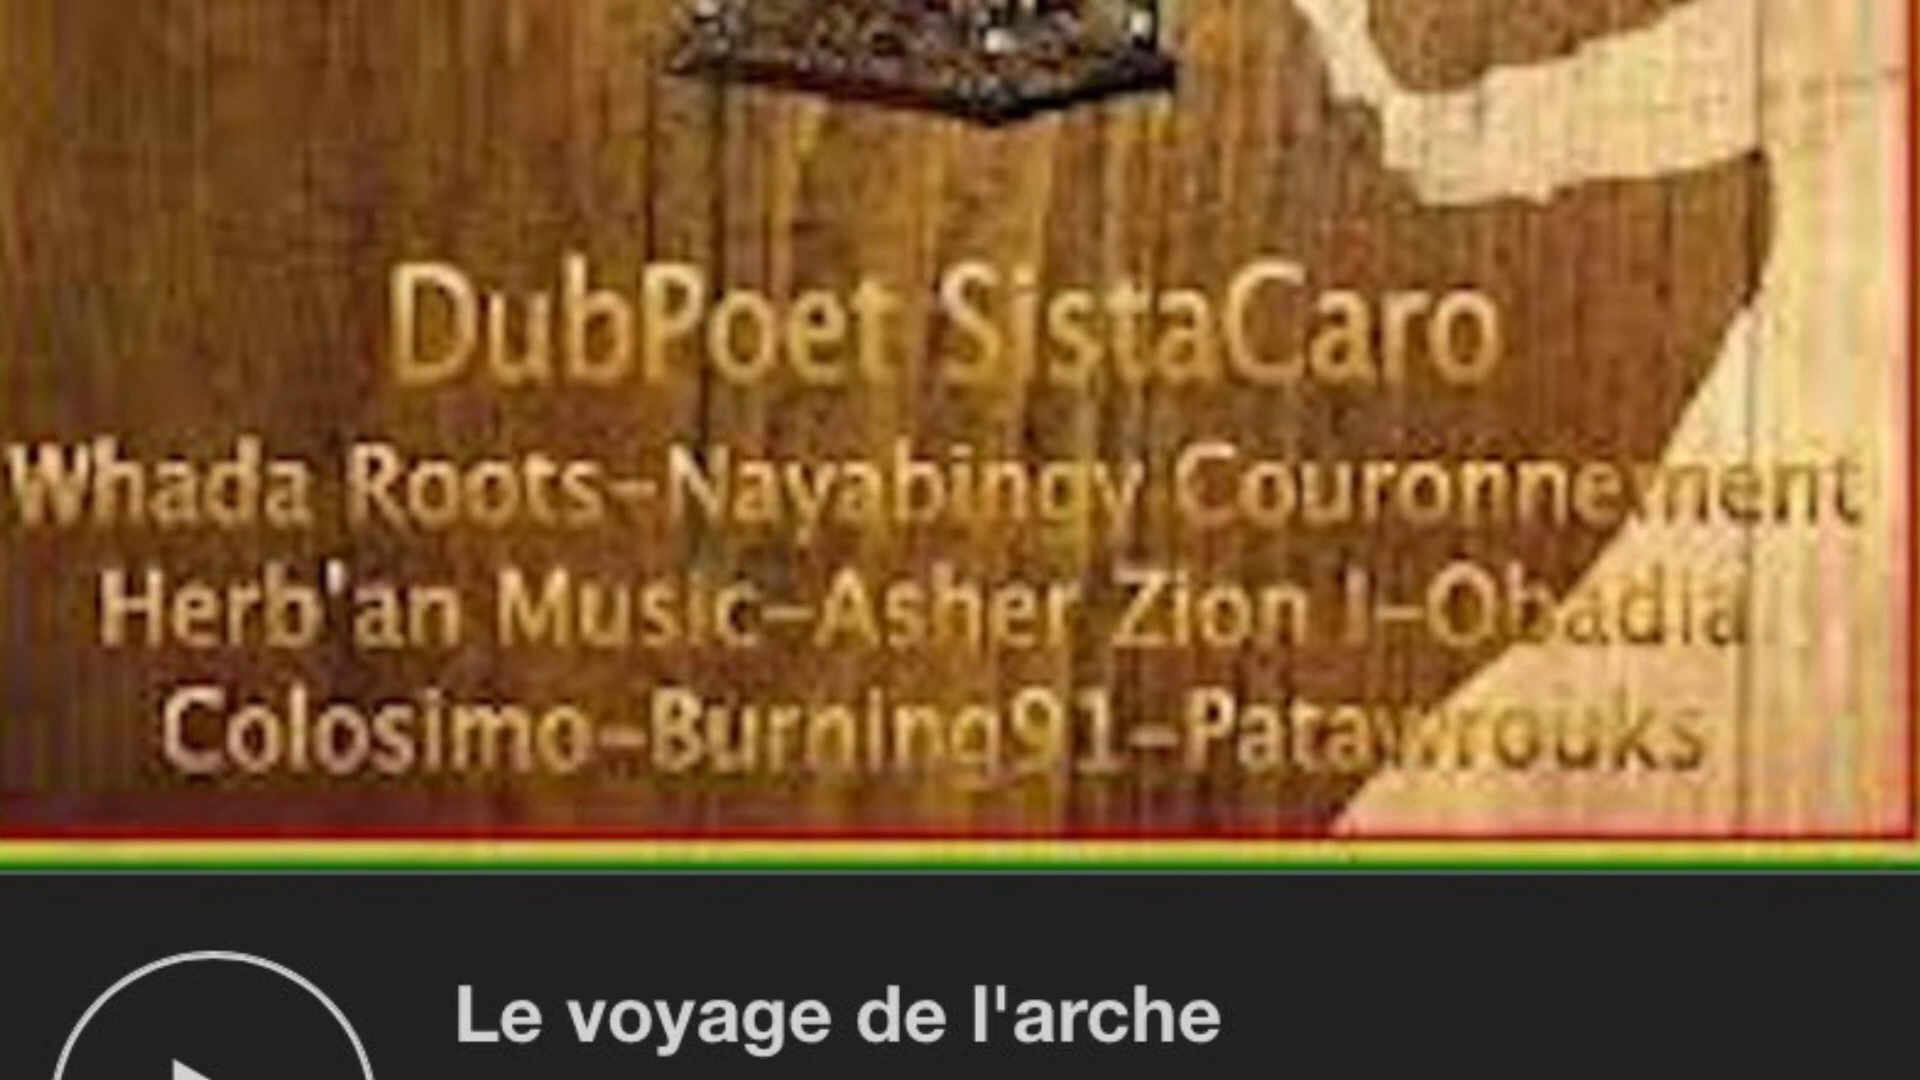 DubPoet SistaCaro
Whada Roots-Nayabingy Couronnement
Herb'an Music-Asher Zion I-Obadia
Colosimo-Burning91-Patawrouks
Le voyage de l'arche